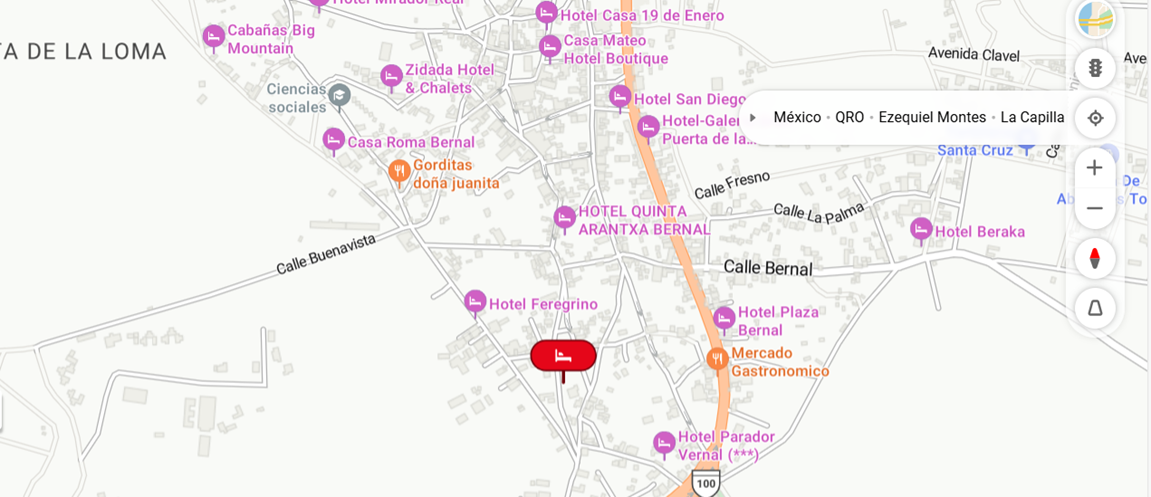 Hotel Mirador Real
Hotel Casa 19 de Enero
Cabañas Big
Mountain
TA DE LA LOMA
Casa Mateo
Hotel Boutique
Avenida Clavel
Ave
Zidada Hotel
& Chalets
Ciencias
sociales
Hotel San Diego
Hotel-Galer
Puerta de la...
México · QRO · Ezequiel Montes · La Capilla
Casa Roma Bernal
Santa Cruz
Gorditas
doña juanita
Calle Fresno
De
To
HOTEL QUINTA
ARANTXA BERNAL
Calle La Palma
Hotel Beraka
Calle Buenavista
Calle Bernal
Hotel Feregrino
Hotel Plaza
Bernal
Mercado
Gastronomico
Hotel Parador
Vernal (***)
100